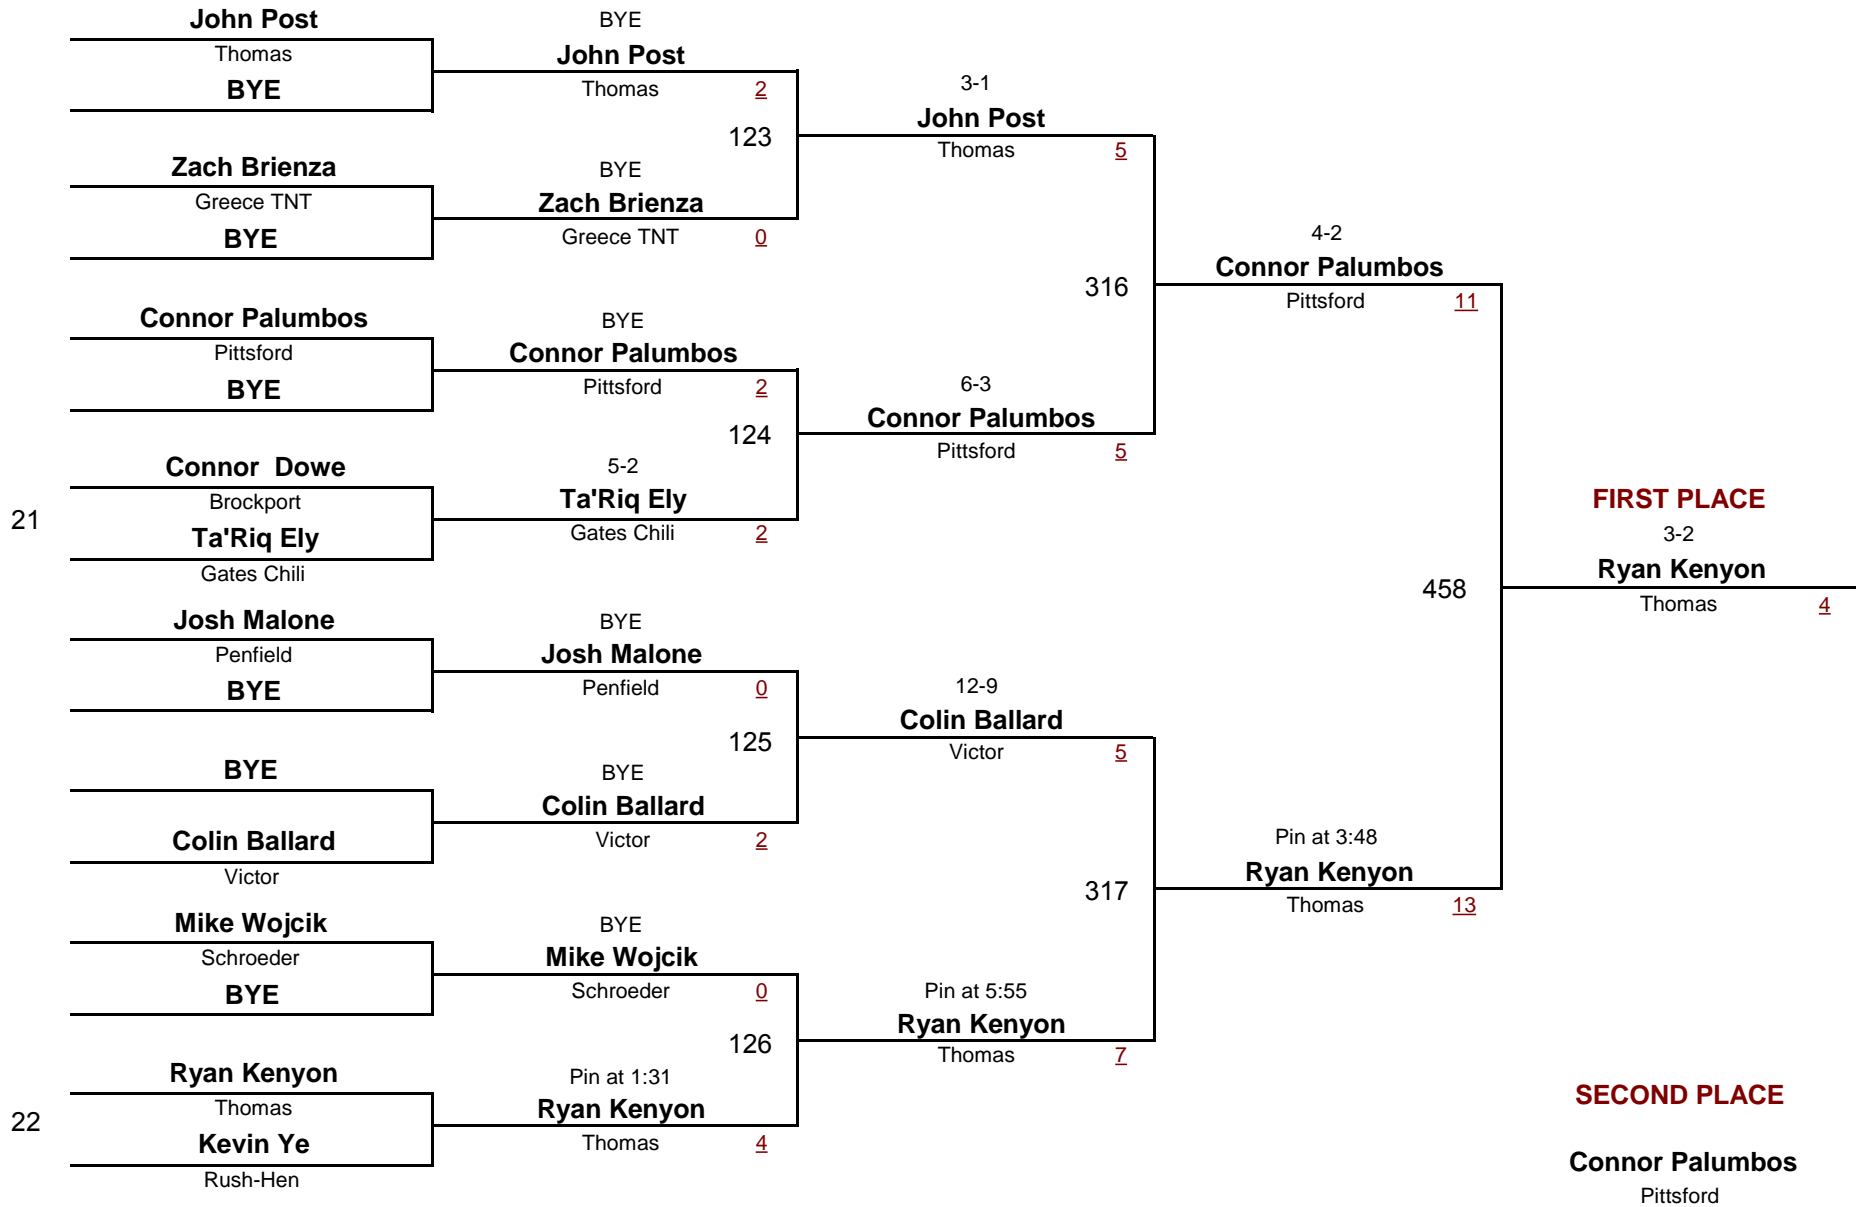 John Post
Thomas
BYE
Zach Brienza
Greece TNT
BYE
Connor Palumbos
Pittsford
BYE
21
Connor  Dowe
Brockport
Ta'Riq Ely
Gates Chili
Josh Malone
Penfield
BYE
BYE
Colin Ballard
Victor
Mike Wojcik
Schroeder
BYE
22
Ryan Kenyon
Thomas
Kevin Ye
Rush-Hen
BYE
John Post
Thomas 2
123
BYE
Zach Brienza
Greece TNT 0
BYE
Connor Palumbos
Pittsford 2
124
5-2
Ta'Riq Ely
Gates Chili 2
BYE
Josh Malone
Penfield 0
125
BYE
Colin Ballard
Victor 2
BYE
Mike Wojcik
Schroeder 0
126
Pin at 1:31
Ryan Kenyon
Thomas 4
3-1
John Post
Thomas 5
316
6-3
Connor Palumbos
Pittsford 5
12-9
Colin Ballard
Victor 5
317
Pin at 5:55
Ryan Kenyon
Thomas 7
4-2
Connor Palumbos
Pittsford 11
458
Pin at 3:48
Ryan Kenyon
Thomas 13
FIRST PLACE
3-2
Ryan Kenyon
Thomas 4
SECOND PLACE
Connor Palumbos
Pittsford